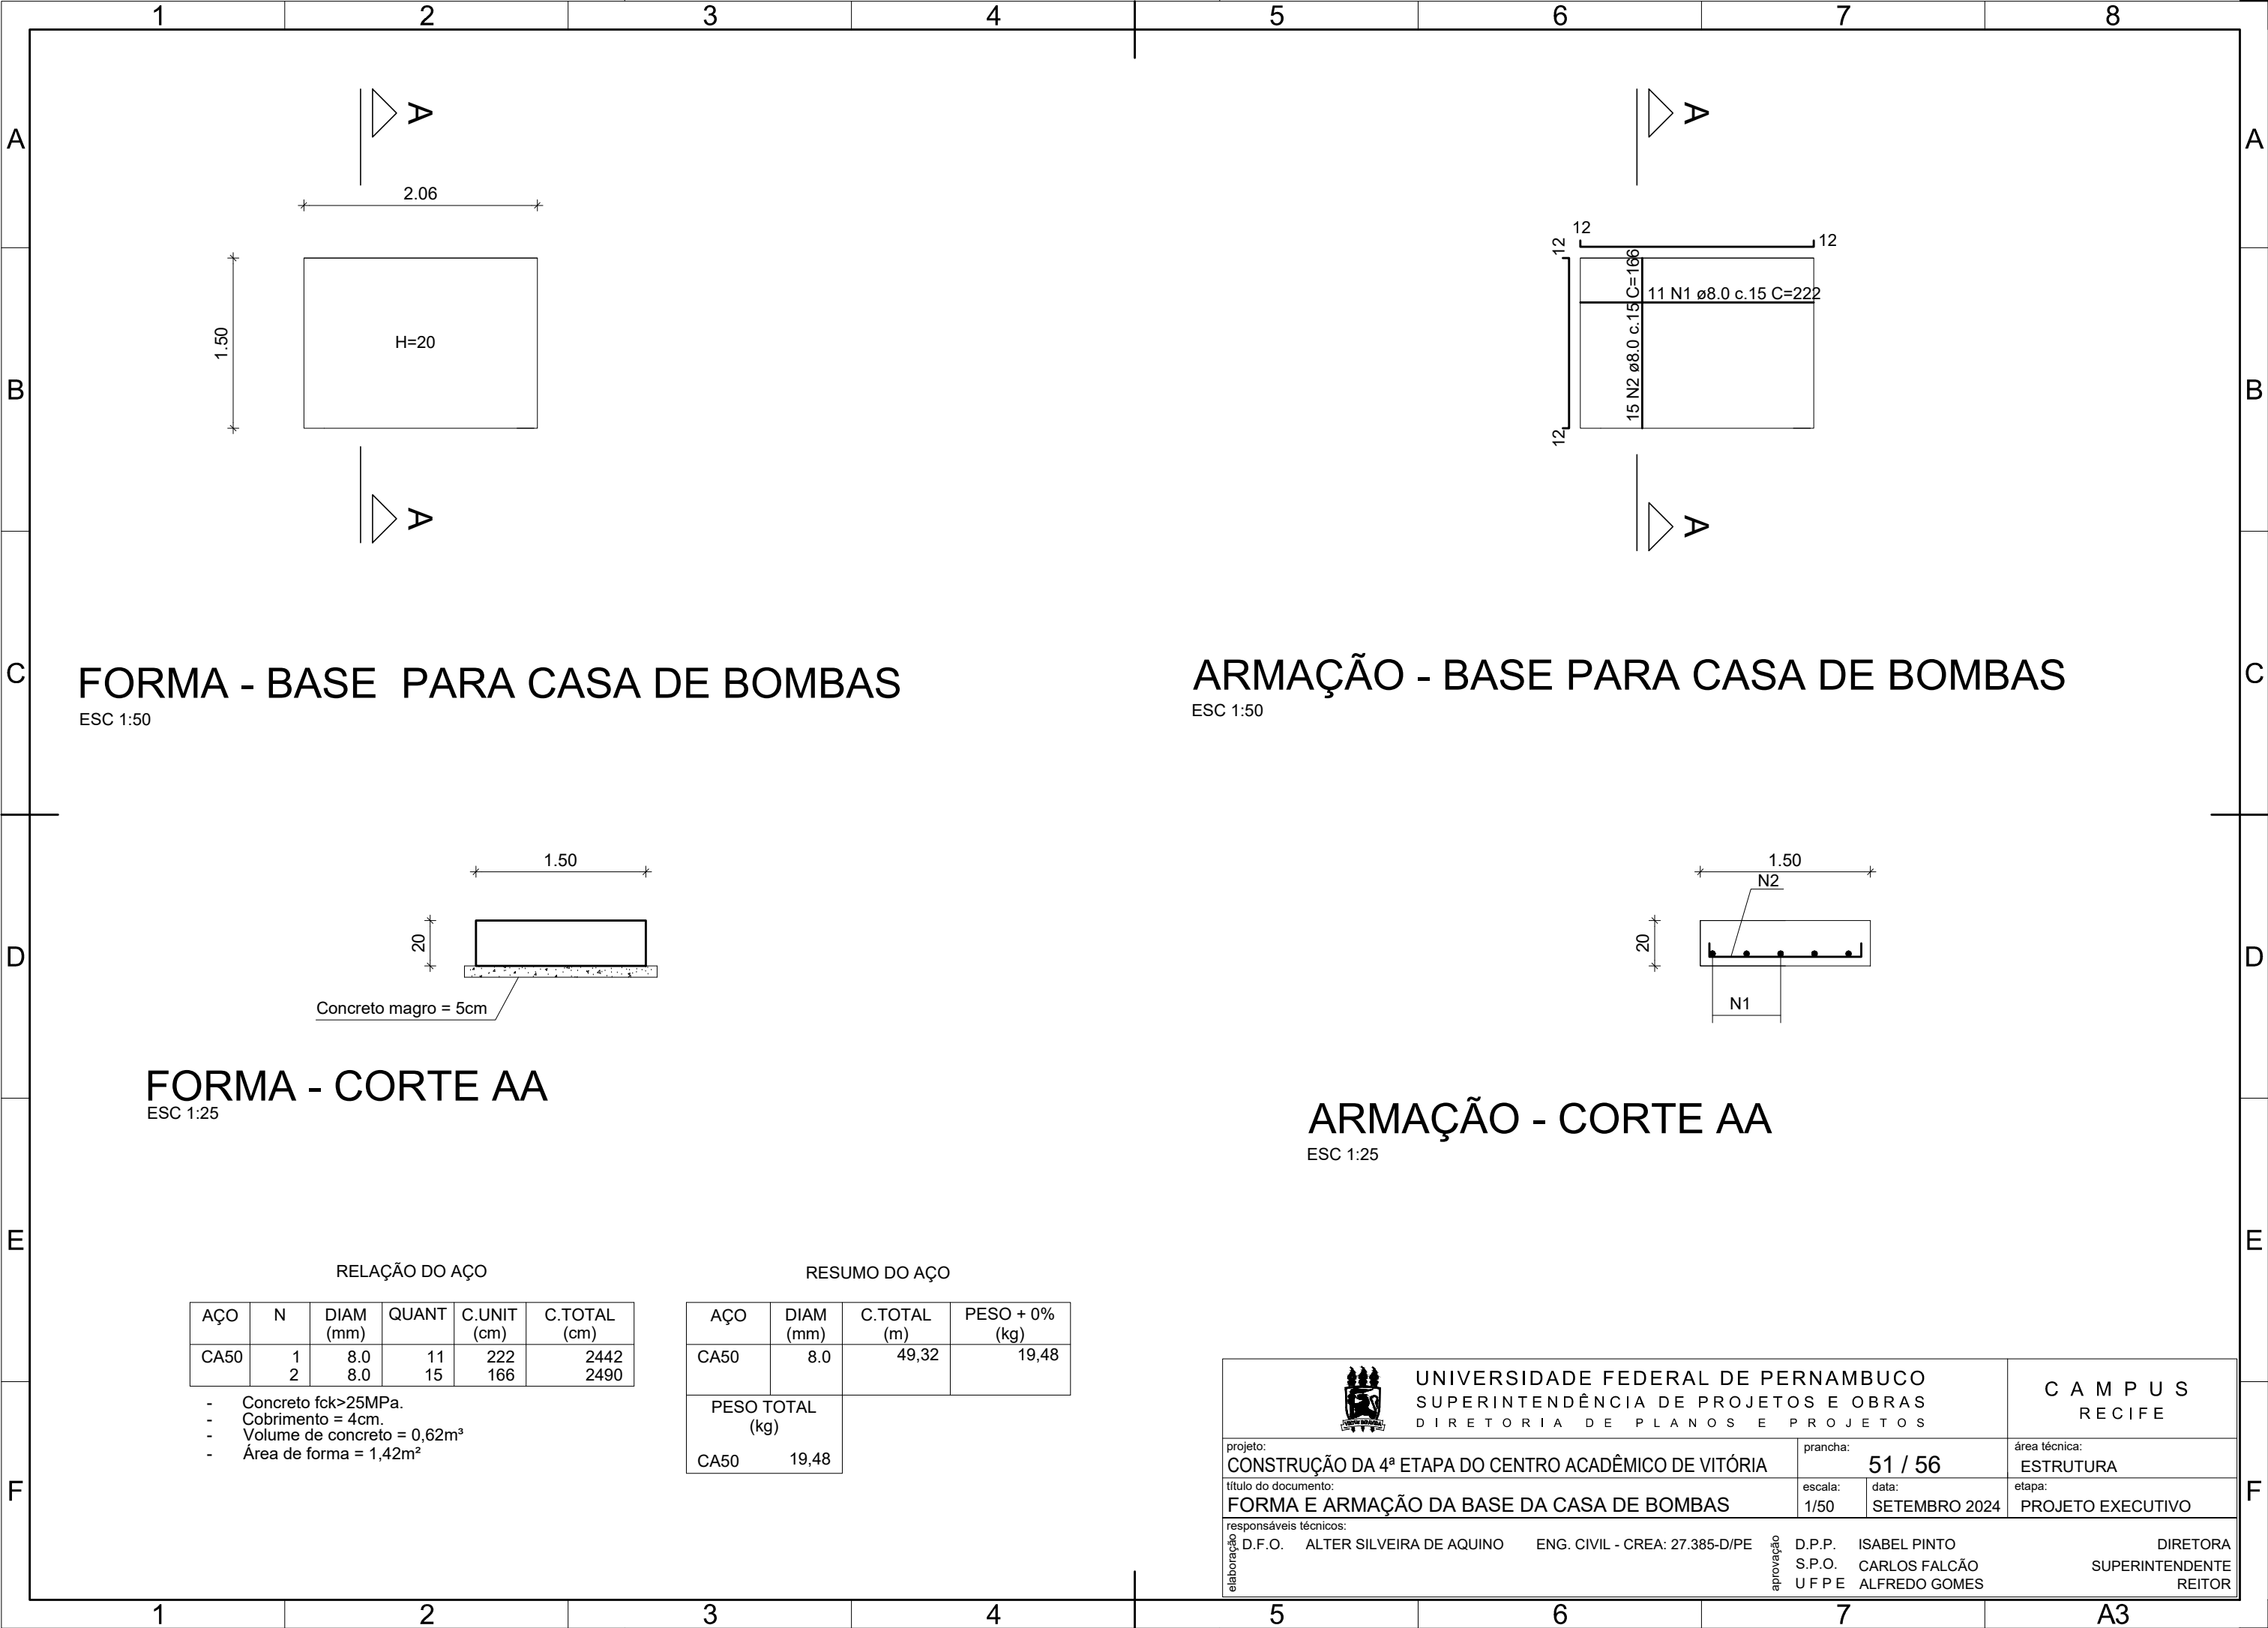 1 2 3 4 5 6 7 8
A A
B B
C C
D D
E E
F F
A
2.06
1.50
H=20
A
FORMA - BASE PARA CASA DE BOMBAS
ESC 1:50
A
12 12
12
15 N2 ø8.0 c.15 C=166
11 N1 ø8.0 c.15 C=222
12
A
ARMAÇÃO - BASE PARA CASA DE BOMBAS
ESC 1:50
1.50
20
Concreto magro = 5cm
FORMA - CORTE AA
ESC 1:25
1.50
N2
20
N1
ARMAÇÃO - CORTE AA
ESC 1:25
RELAÇÃO DO AÇO
AÇO N DIAM (mm) QUANT C.UNIT (cm) C.TOTAL (cm)
CA50 1 8.0 11 222 2442
2 8.0 15 166 2490
- Concreto fck>25MPa.
- Cobrimento = 4cm.
- Volume de concreto = 0,62m³
- Área de forma = 1,42m²
RESUMO DO AÇO
AÇO DIAM (mm) C.TOTAL (m) PESO + 0% (kg)
CA50 8.0 49,32 19,48
PESO TOTAL
(kg)
CA50 19,48
UNIVERSIDADE FEDERAL DE PERNAMBUCO
SUPERINTENDÊNCIA DE PROJETOS E OBRAS
DIRETORIA DE PLANOS E PROJETOS
CAMPUS
RECIFE
projeto:
CONSTRUÇÃO DA 4ª ETAPA DO CENTRO ACADÊMICO DE VITÓRIA
prancha:
51 / 56
área técnica:
ESTRUTURA
título do documento:
FORMA E ARMAÇÃO DA BASE DA CASA DE BOMBAS
escala:
1/50
data:
SETEMBRO 2024
etapa:
PROJETO EXECUTIVO
responsáveis técnicos:
elaboração
D.F.O. ALTER SILVEIRA DE AQUINO ENG. CIVIL - CREA: 27.385-D/PE
aprovação
D.P.P. ISABEL PINTO DIRETORA
S.P.O. CARLOS FALCÃO SUPERINTENDENTE
UFPE ALFREDO GOMES REITOR
1 2 3 4 5 6 7 A3